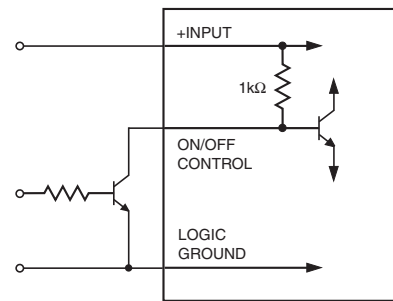 +INPUT
1kΩ
ON/OFF
CONTROL
LOGIC
GROUND